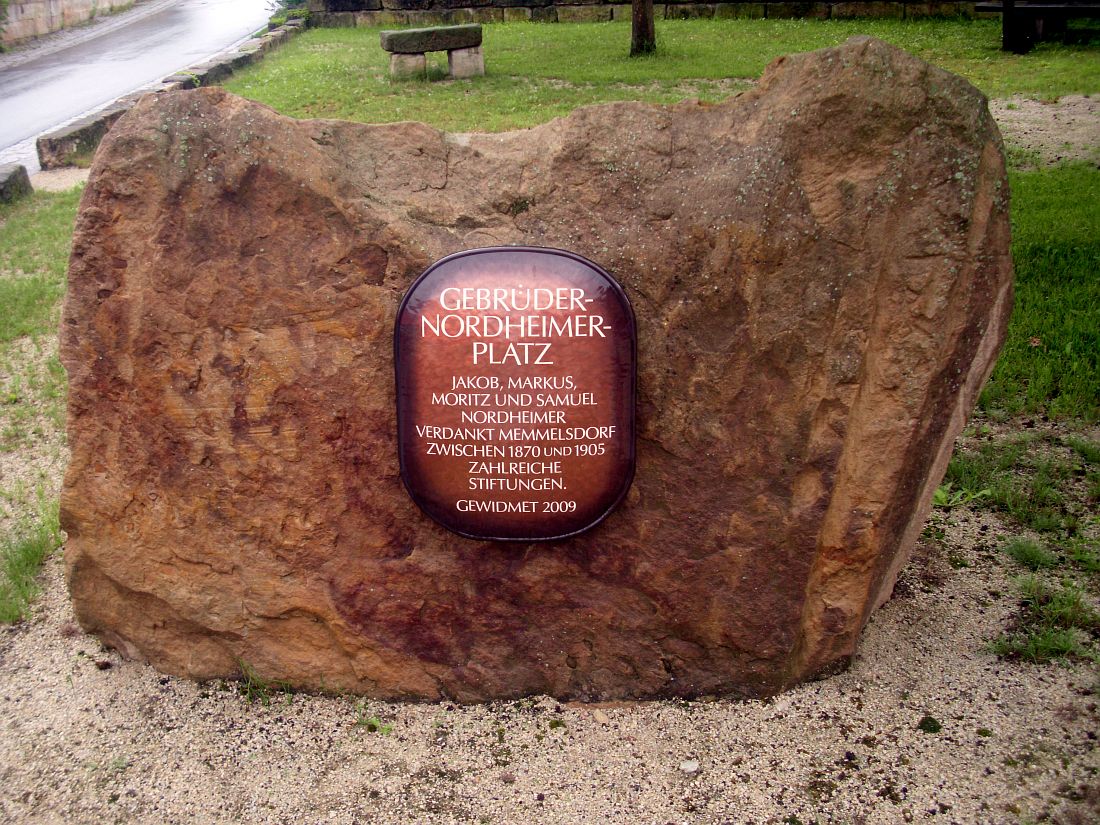 GEBRÜDER-
NORDHEIMER-
PLATZ
JAKOB, MARKUS,
MORITZ UND SAMUEL
NORDHEIMER
VERDANKT MEMMELSDORF
ZWISCHEN 1870 UND 1905
ZAHLREICHE
STIFTUNGEN.
GEWIDMET 2009